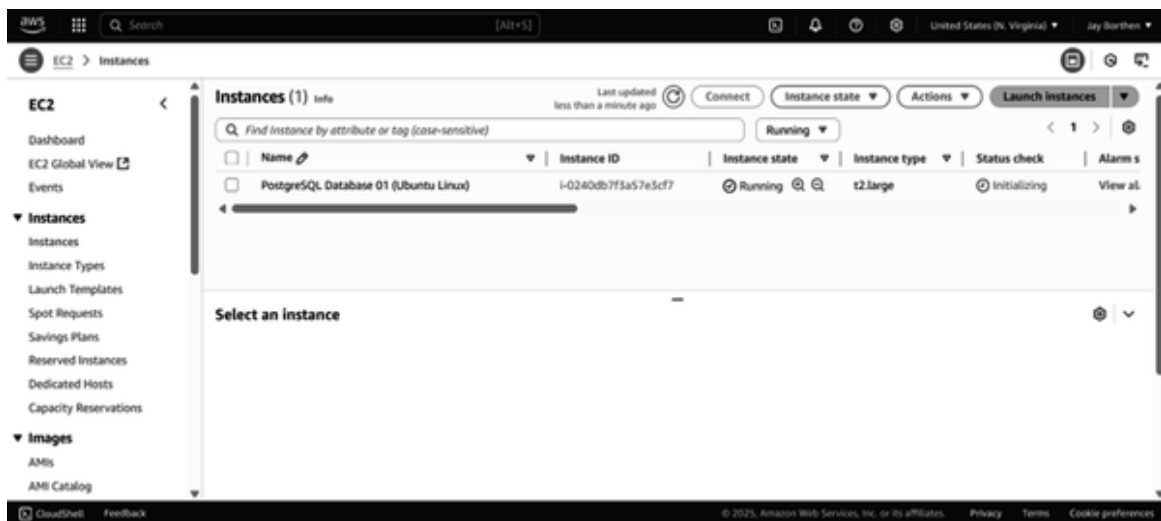 aws Search [Alt+S] United States (N. Virginia) Jay Borthen
EC2 > Instances
EC2
Dashboard
EC2 Global View
Events
Instances
Instances
Instance Types
Launch Templates
Spot Requests
Savings Plans
Reserved Instances
Dedicated Hosts
Capacity Reservations
Images
AMIs
AMI Catalog
Instances (1) Info
Last updated
less than a minute ago
Connect Instance state Actions Launch instances
Find Instance by attribute or tag (case-sensitive) Running
< 1 >
Name Instance ID Instance state Instance type Status check Alarm s
PostgreSQL Database 01 (Ubuntu Linux) i-0240db7f3a57e3cf7 Running t2.large Initializing View al
Select an instance
CloudShell Feedback © 2025, Amazon Web Services, Inc. or its affiliates. Privacy Terms Cookie preferences